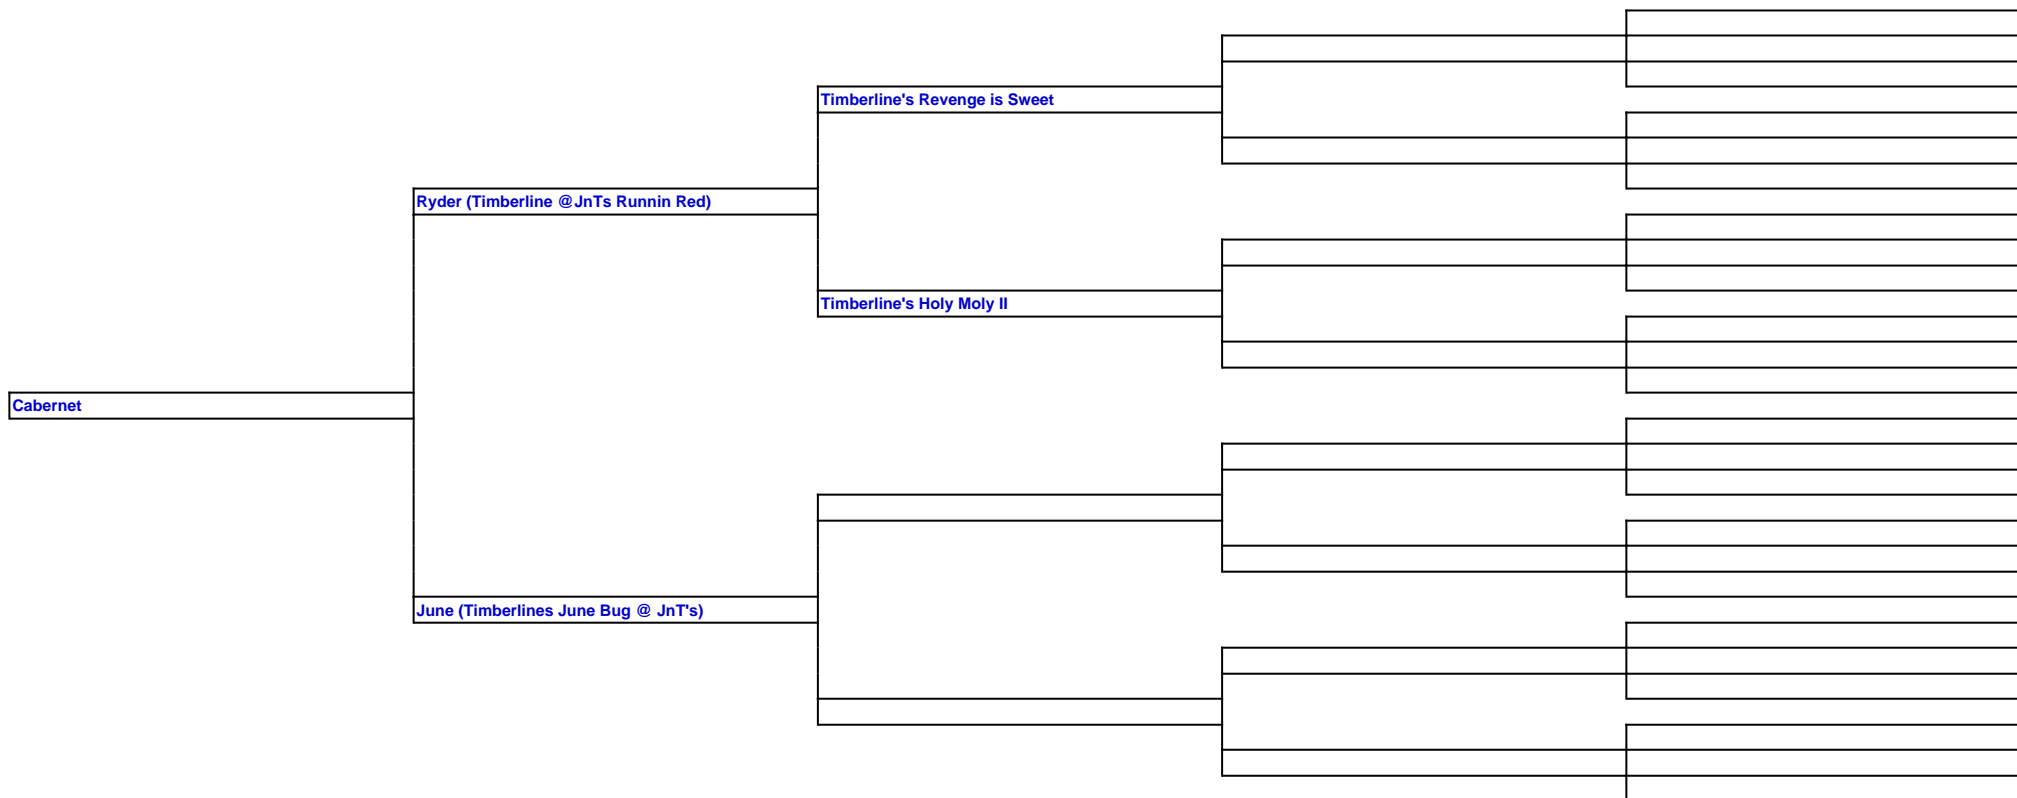 Timberline's Revenge is Sweet
Ryder (Timberline @JnTs Runnin Red)
Timberline's Holy Moly II
Cabernet
June (Timberlines June Bug @ JnT's)